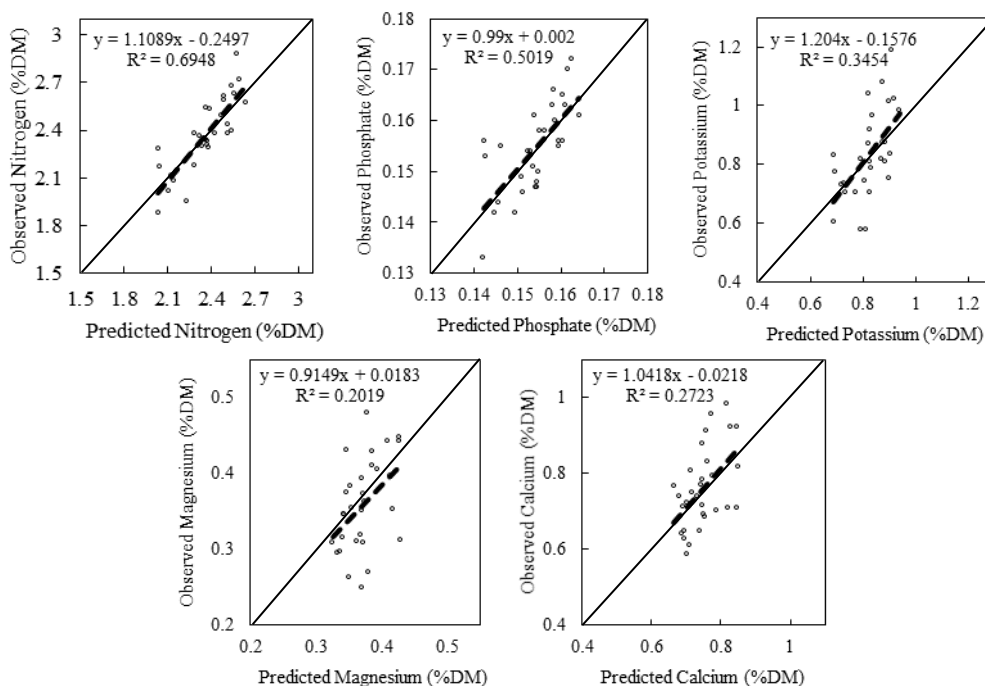 y = 1.1089x - 0.2497
R² = 0.6948
Observed Nitrogen (%DM)
3
2.7
2.4
2.1
1.8
1.5
1.5 1.8 2.1 2.4 2.7 3
Predicted Nitrogen (%DM)
y = 0.99x + 0.002
R² = 0.5019
Observed Phosphate (%DM)
0.18
0.17
0.16
0.15
0.14
0.13
0.13 0.14 0.15 0.16 0.17 0.18
Predicted Phosphate (%DM)
y = 1.204x - 0.1576
R² = 0.3454
Observed Potassium (%DM)
1.2
1
0.8
0.6
0.4
0.4 0.6 0.8 1 1.2
Predicted Potassium (%DM)
y = 0.9149x + 0.0183
R² = 0.2019
Observed Magnesium (%DM)
0.5
0.4
0.3
0.2
0.2 0.3 0.4 0.5
Predicted Magnesium (%DM)
y = 1.0418x - 0.0218
R² = 0.2723
Observed Calcium (%DM)
1
0.8
0.6
0.4
0.4 0.6 0.8 1
Predicted Calcium (%DM)